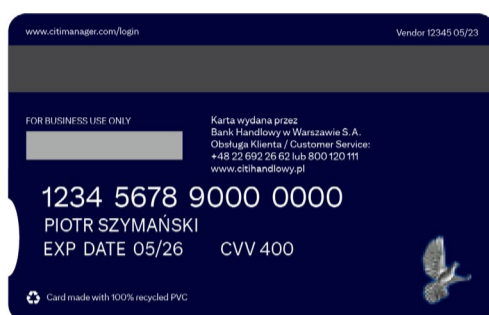 www.citimanager.com/login
Vendor 12345 05/23
FOR BUSINESS USE ONLY
Karta wydana przez
Bank Handlowy w Warszawie S.A.
Obsługa Klienta / Customer Service:
+48 22 692 26 62 lub 800 120 111
www.citihandlowy.pl
1234 5678 9000 0000
PIOTR SZYMAŃSKI
EXP DATE 05/26 CVV 400
Card made with 100% recycled PVC